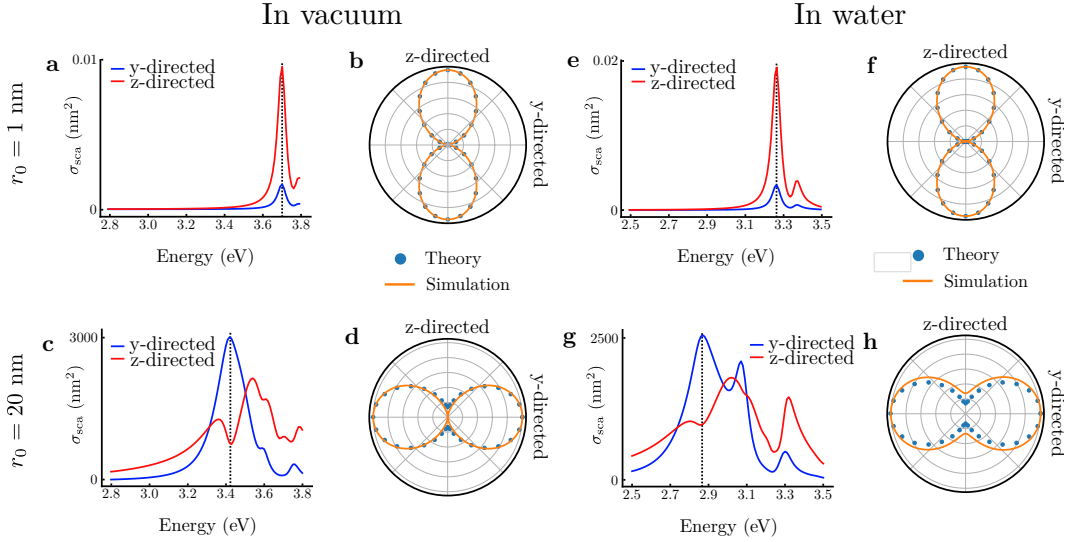 In vacuum
In water
r₀ = 1 nm
a
0.01
0
σsca (nm²)
y-directed
z-directed
2.8
3.0
3.2
3.4
3.6
3.8
Energy (eV)
b
z-directed
y-directed
e
0.02
0
σsca (nm²)
y-directed
z-directed
2.5
2.7
2.9
3.1
3.3
3.5
Energy (eV)
f
z-directed
y-directed
Theory
Simulation
Theory
Simulation
r₀ = 20 nm
c
3000
0
σsca (nm²)
y-directed
z-directed
2.8
3.0
3.2
3.4
3.6
3.8
Energy (eV)
d
z-directed
y-directed
g
2500
0
σsca (nm²)
y-directed
z-directed
2.5
2.7
2.9
3.1
3.3
3.5
Energy (eV)
h
z-directed
y-directed